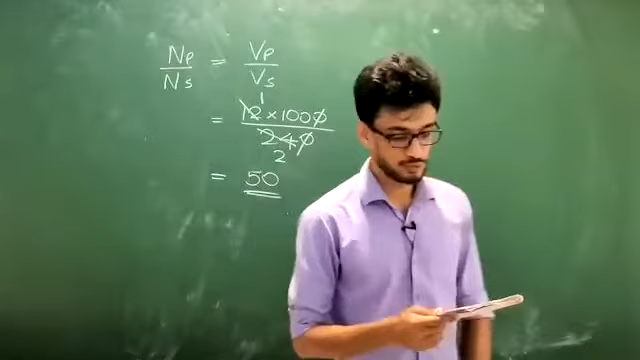 Np/Ns = Vp/Vs
= 12 1 × 1000/240 2
= 50